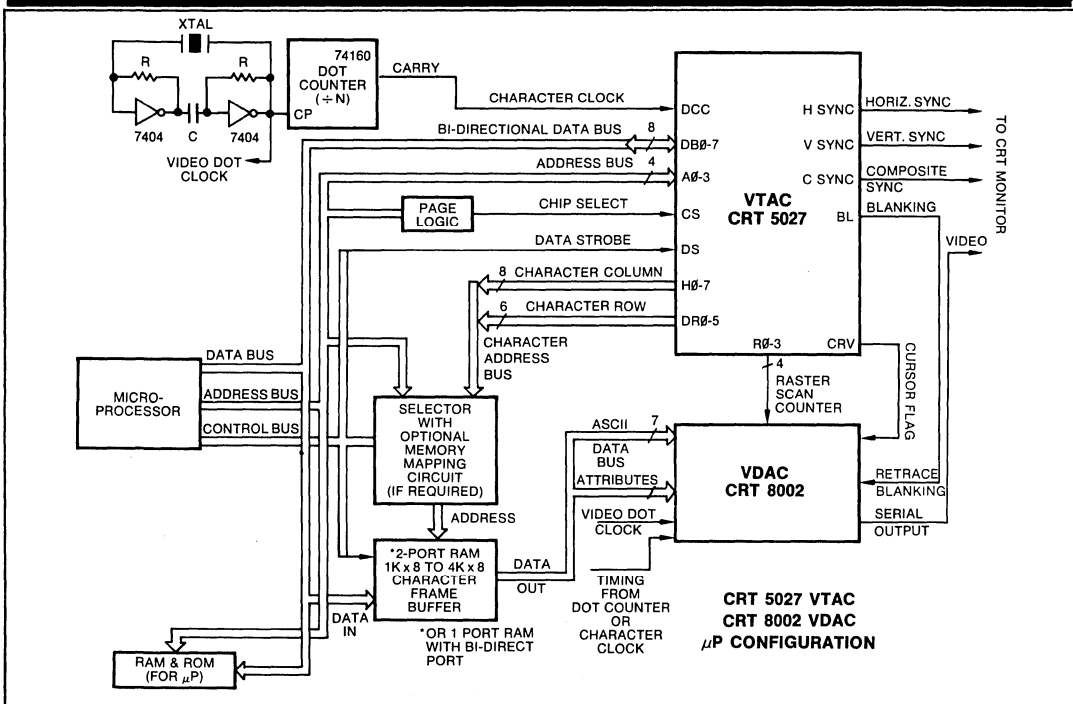 XTAL
R
R
7404
C
7404
VIDEO DOT
CLOCK
74160
DOT
COUNTER
(÷N)
CP
CARRY
CHARACTER CLOCK
BI-DIRECTIONAL DATA BUS
8
ADDRESS BUS
4
PAGE
LOGIC
CHIP SELECT
DATA STROBE
8
CHARACTER COLUMN
6
CHARACTER ROW
CHARACTER
ADDRESS
BUS
DCC
DBØ-7
AØ-3
CS
DS
HØ-7
DRØ-5
VTAC
CRT 5027
H SYNC
V SYNC
C SYNC
BL
RØ-3
CRV
HORIZ. SYNC
VERT. SYNC
COMPOSITE
SYNC
BLANKING
VIDEO
TO CRT MONITOR
4
RASTER
SCAN
COUNTER
CURSOR FLAG
MICRO-
PROCESSOR
DATA BUS
ADDRESS BUS
CONTROL BUS
SELECTOR
WITH
OPTIONAL
MEMORY
MAPPING
CIRCUIT
(IF REQUIRED)
ADDRESS
*2-PORT RAM
1K x 8 TO 4K x 8
CHARACTER
FRAME
BUFFER
DATA
IN
DATA
OUT
*OR 1 PORT RAM
WITH BI-DIRECT
PORT
RAM & ROM
(FOR µP)
ASCII
7
DATA
BUS
ATTRIBUTES
VIDEO DOT
CLOCK
TIMING
FROM
DOT COUNTER
OR
CHARACTER
CLOCK
VDAC
CRT 8002
RETRACE
BLANKING
SERIAL
OUTPUT
CRT 5027 VTAC
CRT 8002 VDAC
µP CONFIGURATION